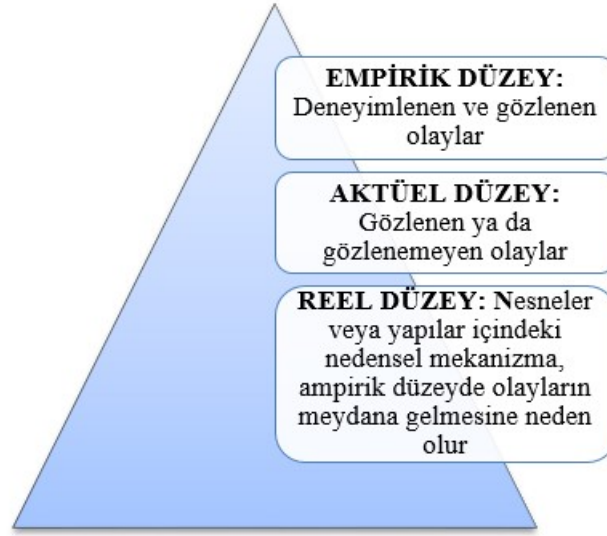 EMPİRİK DÜZEY:
Deneyimlenen ve gözlenen
olaylar
AKTÜEL DÜZEY:
Gözlenen ya da
gözlenemeyen olaylar
REEL DÜZEY: Nesneler
veya yapılar içindeki
nedensel mekanizma,
ampirik düzeyde olayların
meydana gelmesine neden
olur